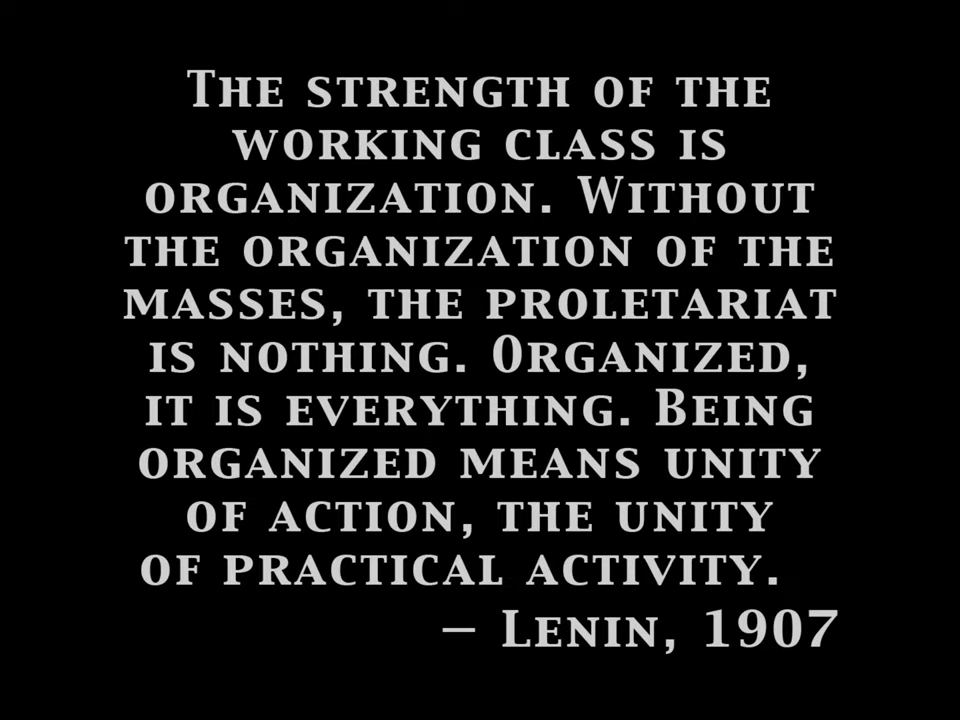 The strength of the
working class is
organization. Without
the organization of the
masses, the proletariat
is nothing. Organized,
it is everything. Being
organized means unity
of action, the unity
of practical activity.
– Lenin, 1907